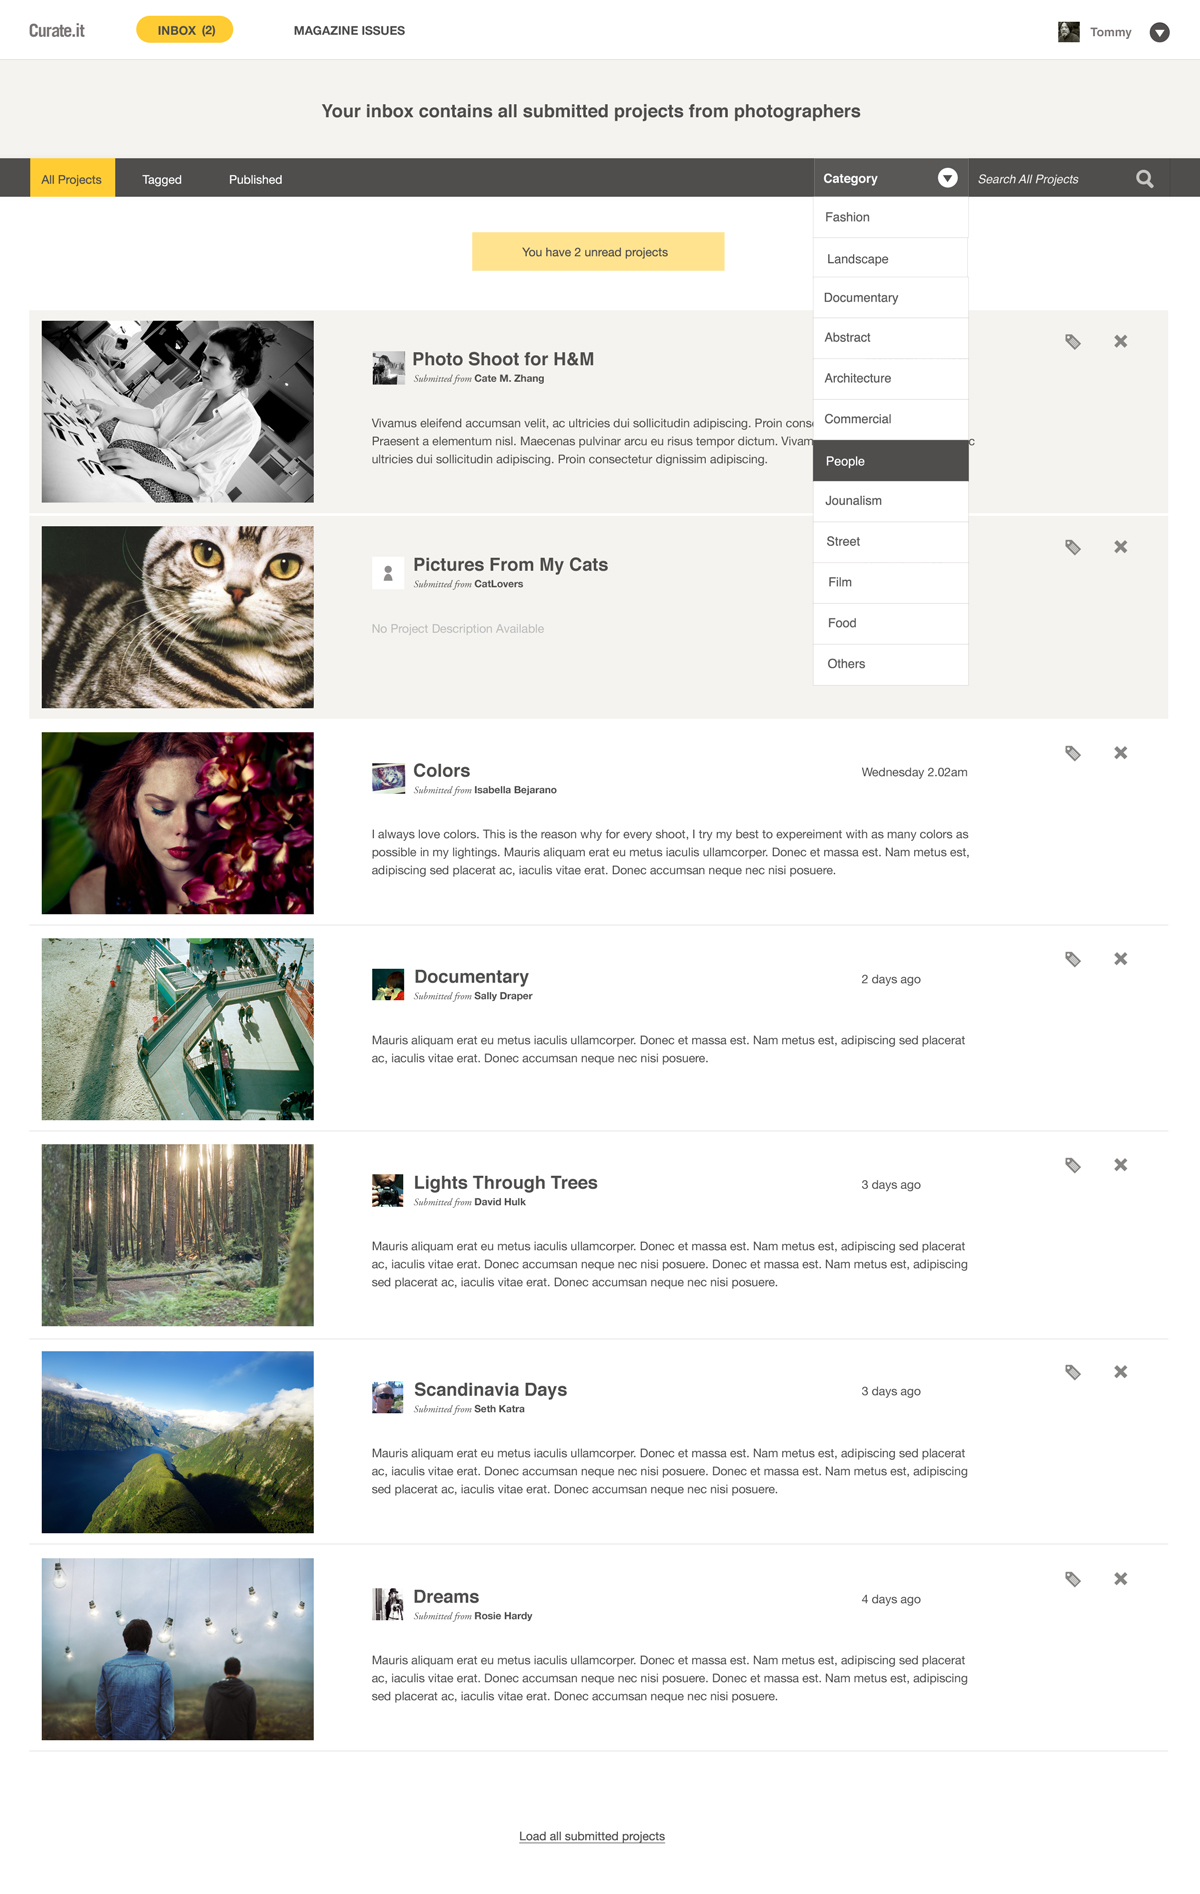 Curate.it
INBOX (2)
MAGAZINE ISSUES
Tommy
Your inbox contains all submitted projects from photographers
All Projects
Tagged
Published
Category
Search All Projects
Fashion
Landscape
Documentary
Abstract
Architecture
Commercial
People
Jounalism
Street
Film
Food
Others
You have 2 unread projects
Photo Shoot for H&M
Submitted from Cate M. Zhang
Vivamus eleifend accumsan velit, ac ultricies dui sollicitudin adipiscing. Proin
Praesent a elementum nisl. Maecenas pulvinar arcu eu risus tempor dictum.
ultricies dui sollicitudin adipiscing. Proin consectetur dignissim adipiscing.
Pictures From My Cats
Submitted from CatLovers
No Project Description Available
Colors
Submitted from Isabella Bejarano
Wednesday 2.02am
I always love colors. This is the reason why for every shoot, I try my best to expereiment with as many colors as
possible in my lightings. Mauris aliquam erat eu metus iaculis ullamcorper. Donec et massa est. Nam metus est,
adipiscing sed placerat ac, iaculis vitae erat. Donec accumsan neque nec nisi posuere.
Documentary
Submitted from Sally Draper
2 days ago
Mauris aliquam erat eu metus iaculis ullamcorper. Donec et massa est. Nam metus est, adipiscing sed placerat
ac, iaculis vitae erat. Donec accumsan neque nec nisi posuere.
Lights Through Trees
Submitted from David Hulk
3 days ago
Mauris aliquam erat eu metus iaculis ullamcorper. Donec et massa est. Nam metus est, adipiscing sed placerat
ac, iaculis vitae erat. Donec accumsan neque nec nisi posuere. Donec et massa est. Nam metus est, adipiscing
sed placerat ac, iaculis vitae erat. Donec accumsan neque nec nisi posuere.
Scandinavia Days
Submitted from Seth Katra
3 days ago
Mauris aliquam erat eu metus iaculis ullamcorper. Donec et massa est. Nam metus est, adipiscing sed placerat
ac, iaculis vitae erat. Donec accumsan neque nec nisi posuere. Donec et massa est. Nam metus est, adipiscing
sed placerat ac, iaculis vitae erat. Donec accumsan neque nec nisi posuere.
Dreams
Submitted from Rosie Hardy
4 days ago
Mauris aliquam erat eu metus iaculis ullamcorper. Donec et massa est. Nam metus est, adipiscing sed placerat
ac, iaculis vitae erat. Donec accumsan neque nec nisi posuere. Donec et massa est. Nam metus est, adipiscing
sed placerat ac, iaculis vitae erat. Donec accumsan neque nec nisi posuere.
Load all submitted projects